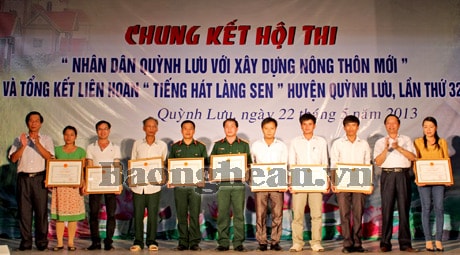 CHUNG KẾT HỘI THI
“ NHÂN DÂN QUỲNH LƯU VỚI XÂY DỰNG NÔNG THÔN MỚI ”
VÀ TỔNG KẾT LIÊN HOAN “ TIẾNG HÁT LÀNG SEN ” HUYỆN QUỲNH LƯU, LẦN THỨ 32
Quỳnh Lưu, ngày 22 tháng 5 năm 2013
Baonghean.vn